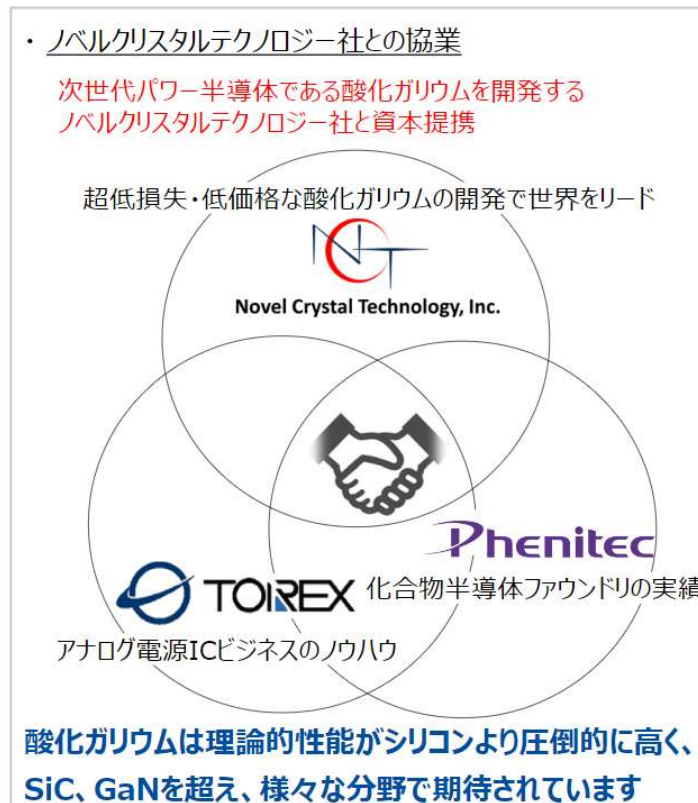 ・ ノベルクリスタルテクノロジー社との協業
次世代パワー半導体である酸化ガリウムを開発する
ノベルクリスタルテクノロジー社と資本提携
超低損失・低価格な酸化ガリウムの開発で世界をリード
NCT
Novel Crystal Technology, Inc.
Phenitec
化合物半導体ファウンドリの実績
TOIREX
アナログ電源ICビジネスのノウハウ
酸化ガリウムは理論的性能がシリコンより圧倒的に高く、
SiC、GaNを超え、様々な分野で期待されています